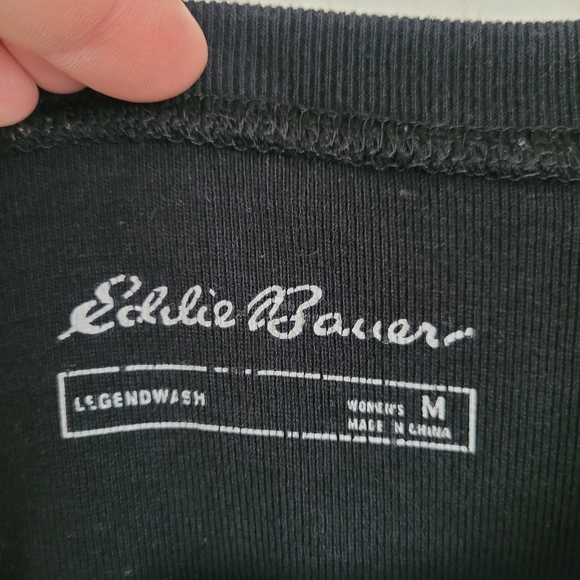 Eddie Bauer
LEGENDWASH
WOMEN'S M
MADE IN CHINA